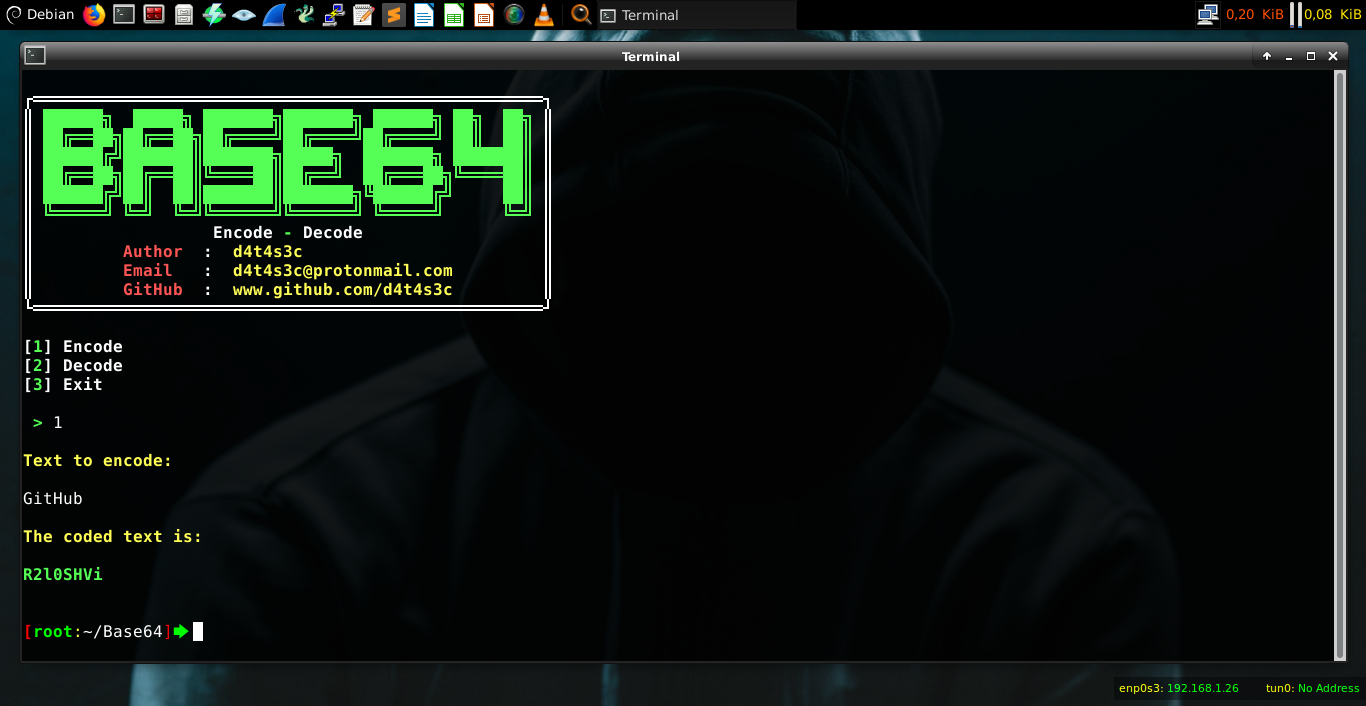 Debian
Terminal
0,20 KiB
0,08 KiB
Terminal
BASE64
Encode - Decode
Author : d4t4s3c
Email : d4t4s3c@protonmail.com
GitHub : www.github.com/d4t4s3c
[1] Encode
[2] Decode
[3] Exit
> 1
Text to encode:
GitHub
The coded text is:
R2l0SHVi
[root:~/Base64]
enp0s3: 192.168.1.26 tun0: No Address